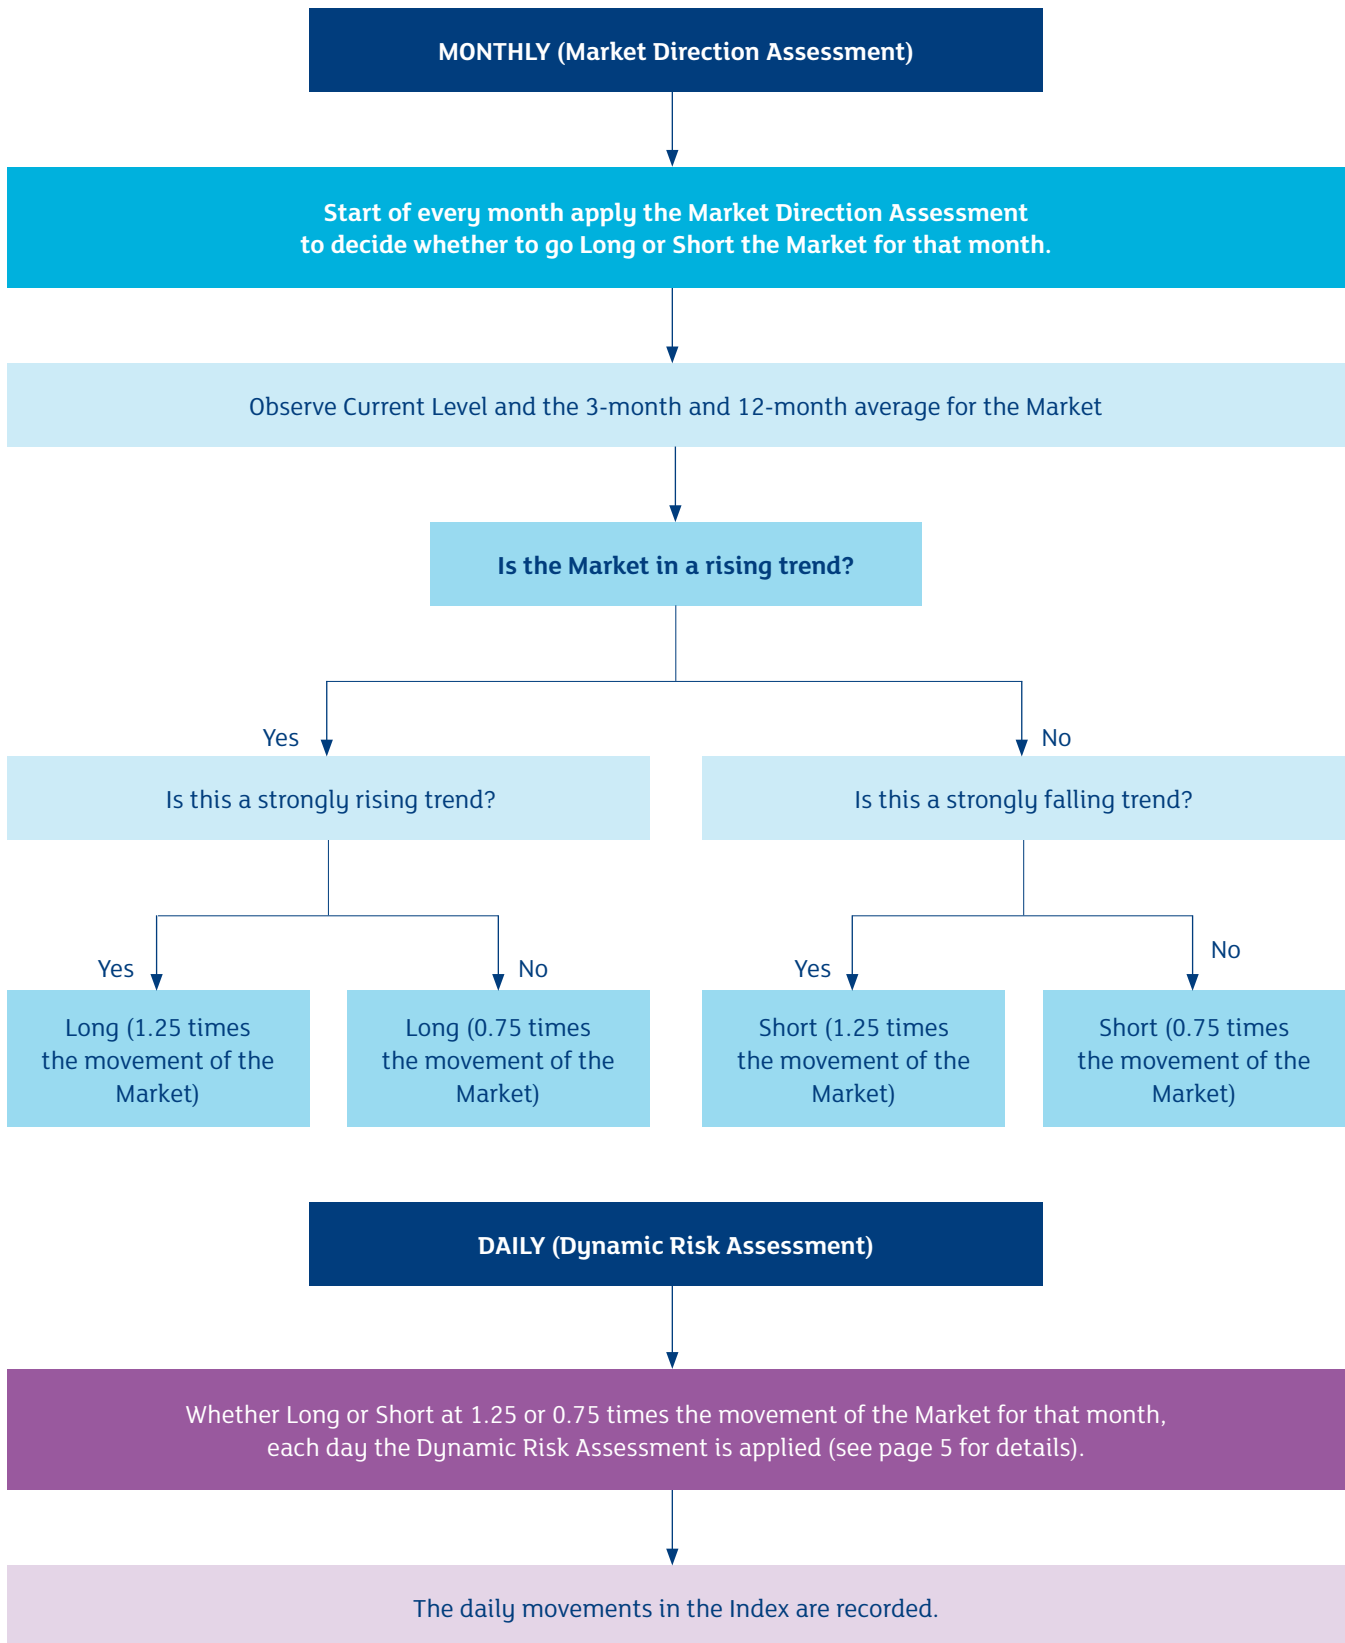 MONTHLY (Market Direction Assessment)
Start of every month apply the Market Direction Assessment
to decide whether to go Long or Short the Market for that month.
Observe Current Level and the 3-month and 12-month average for the Market
Is the Market in a rising trend?
Yes
No
Is this a strongly rising trend?
Is this a strongly falling trend?
Yes
No
Yes
No
Long (1.25 times
the movement of the
Market)
Long (0.75 times
the movement of the
Market)
Short (1.25 times
the movement of the
Market)
Short (0.75 times
the movement of the
Market)
DAILY (Dynamic Risk Assessment)
Whether Long or Short at 1.25 or 0.75 times the movement of the Market for that month,
each day the Dynamic Risk Assessment is applied (see page 5 for details).
The daily movements in the Index are recorded.